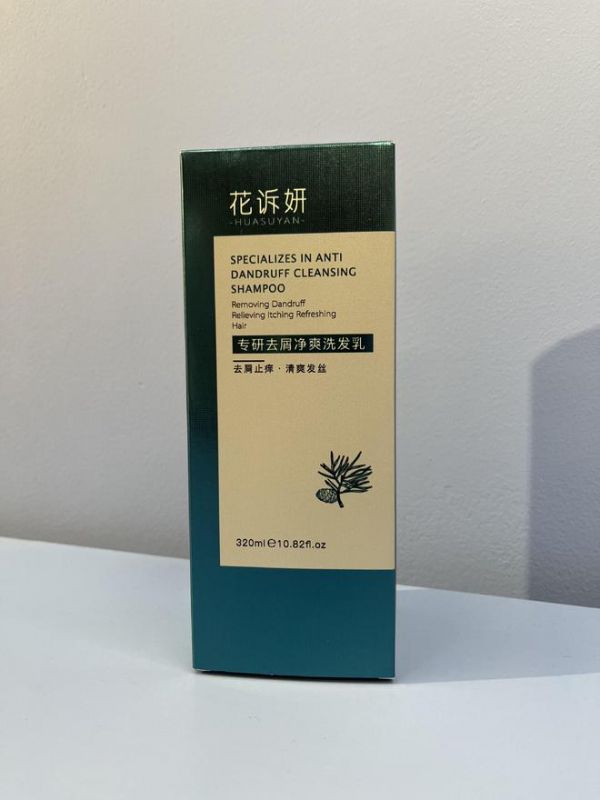 花诉妍
-HUASUYAN-
SPECIALIZES IN ANTI
DANDRUFF CLEANSING
SHAMPOO
Removing Dandruff
Relieving Itching Refreshing
Hair
专研去屑净爽洗发乳
去屑止痒·清爽发丝
320ml℮10.82fl.oz